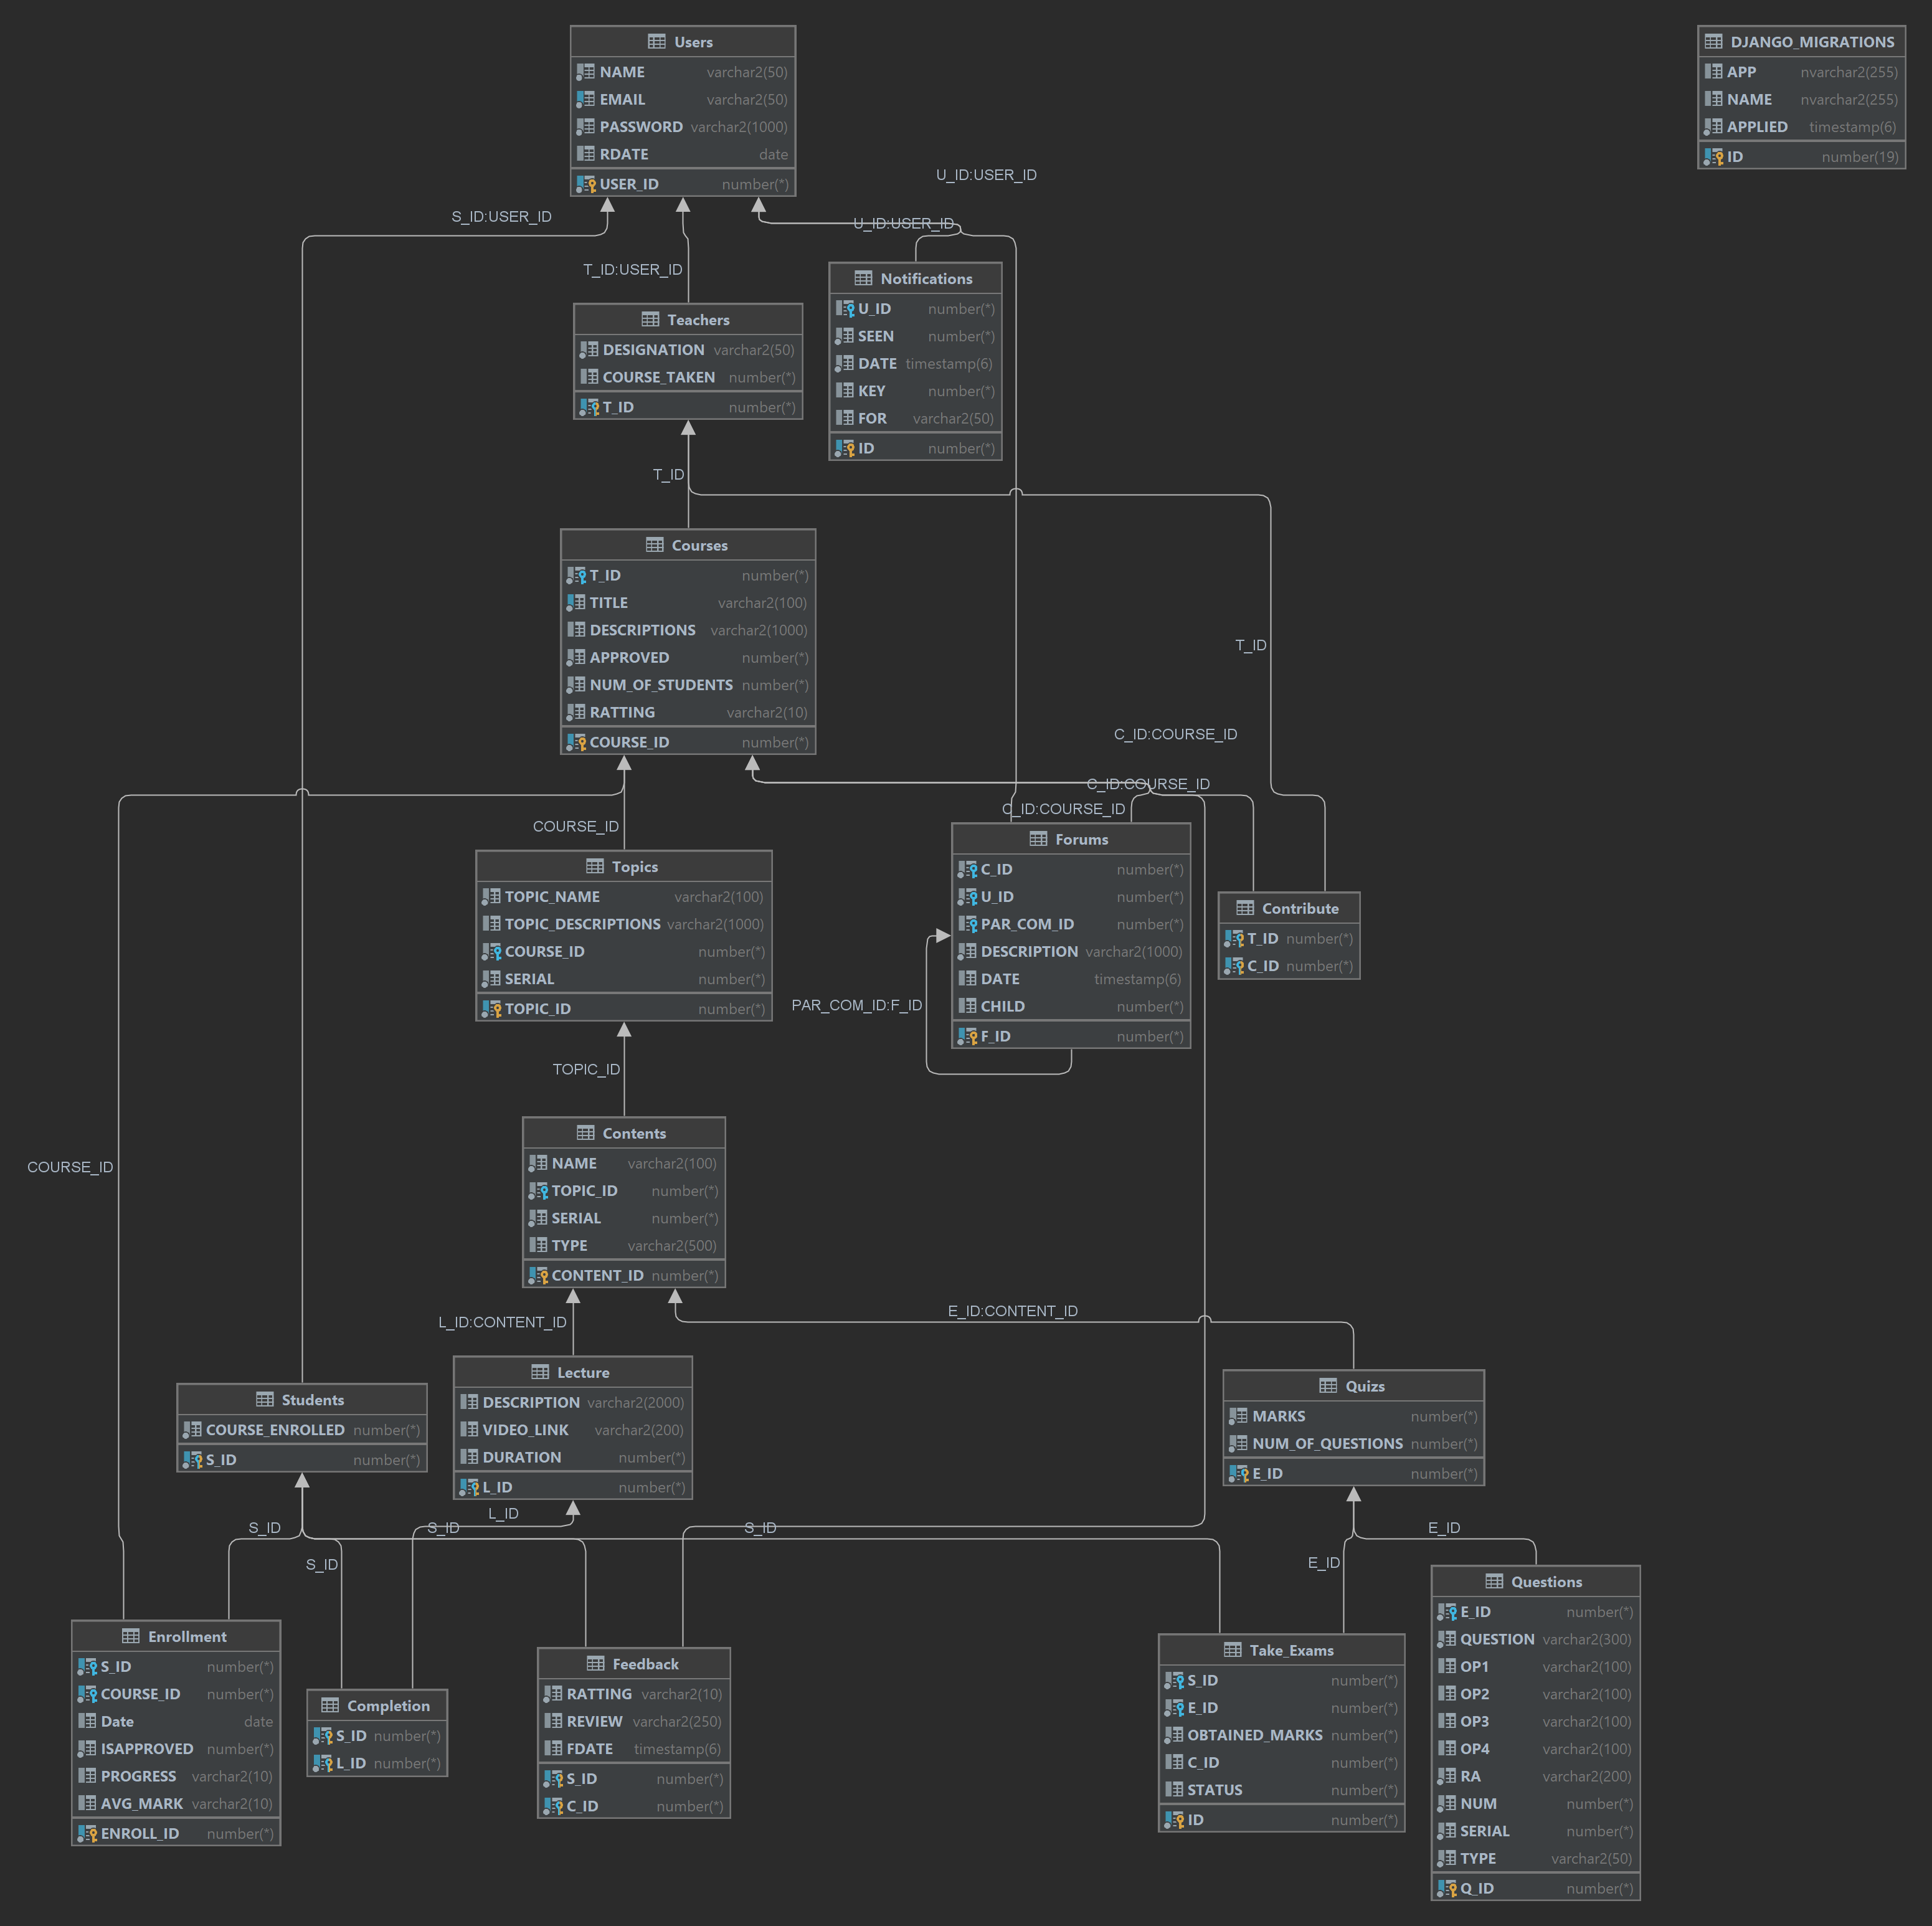 Users
NAME varchar2(50)
EMAIL varchar2(50)
PASSWORD varchar2(1000)
RDATE date
USER_ID number(*)
DJANGO_MIGRATIONS
APP nvarchar2(255)
NAME nvarchar2(255)
APPLIED timestamp(6)
ID number(19)
U_ID:USER_ID
S_ID:USER_ID
U_ID:USER_ID
T_ID:USER_ID
Notifications
U_ID number(*)
SEEN number(*)
DATE timestamp(6)
KEY number(*)
FOR varchar2(50)
ID number(*)
Teachers
DESIGNATION varchar2(50)
COURSE_TAKEN number(*)
T_ID number(*)
T_ID
Courses
T_ID number(*)
TITLE varchar2(100)
DESCRIPTIONS varchar2(1000)
APPROVED number(*)
NUM_OF_STUDENTS number(*)
RATTING varchar2(10)
COURSE_ID number(*)
T_ID
C_ID:COURSE_ID
C_ID:COURSE_ID
C_ID:COURSE_ID
COURSE_ID
Topics
TOPIC_NAME varchar2(100)
TOPIC_DESCRIPTIONS varchar2(1000)
COURSE_ID number(*)
SERIAL number(*)
TOPIC_ID number(*)
Forums
C_ID number(*)
U_ID number(*)
PAR_COM_ID number(*)
DESCRIPTION varchar2(1000)
DATE timestamp(6)
CHILD number(*)
F_ID number(*)
Contribute
T_ID number(*)
C_ID number(*)
PAR_COM_ID:F_ID
TOPIC_ID
COURSE_ID
Contents
NAME varchar2(100)
TOPIC_ID number(*)
SERIAL number(*)
TYPE varchar2(500)
CONTENT_ID number(*)
E_ID:CONTENT_ID
L_ID:CONTENT_ID
Students
COURSE_ENROLLED number(*)
S_ID number(*)
Lecture
DESCRIPTION varchar2(2000)
VIDEO_LINK varchar2(200)
DURATION number(*)
L_ID number(*)
Quizs
MARKS number(*)
NUM_OF_QUESTIONS number(*)
E_ID number(*)
L_ID
S_ID
S_ID
S_ID
E_ID
S_ID
E_ID
Enrollment
S_ID number(*)
COURSE_ID number(*)
Date date
ISAPPROVED number(*)
PROGRESS varchar2(10)
AVG_MARK varchar2(10)
ENROLL_ID number(*)
Completion
S_ID number(*)
L_ID number(*)
Feedback
RATTING varchar2(10)
REVIEW varchar2(250)
FDATE timestamp(6)
S_ID number(*)
C_ID number(*)
Take_Exams
S_ID number(*)
E_ID number(*)
OBTAINED_MARKS number(*)
C_ID number(*)
STATUS number(*)
ID number(*)
Questions
E_ID number(*)
QUESTION varchar2(300)
OP1 varchar2(100)
OP2 varchar2(100)
OP3 varchar2(100)
OP4 varchar2(100)
RA varchar2(200)
NUM number(*)
SERIAL number(*)
TYPE varchar2(50)
Q_ID number(*)